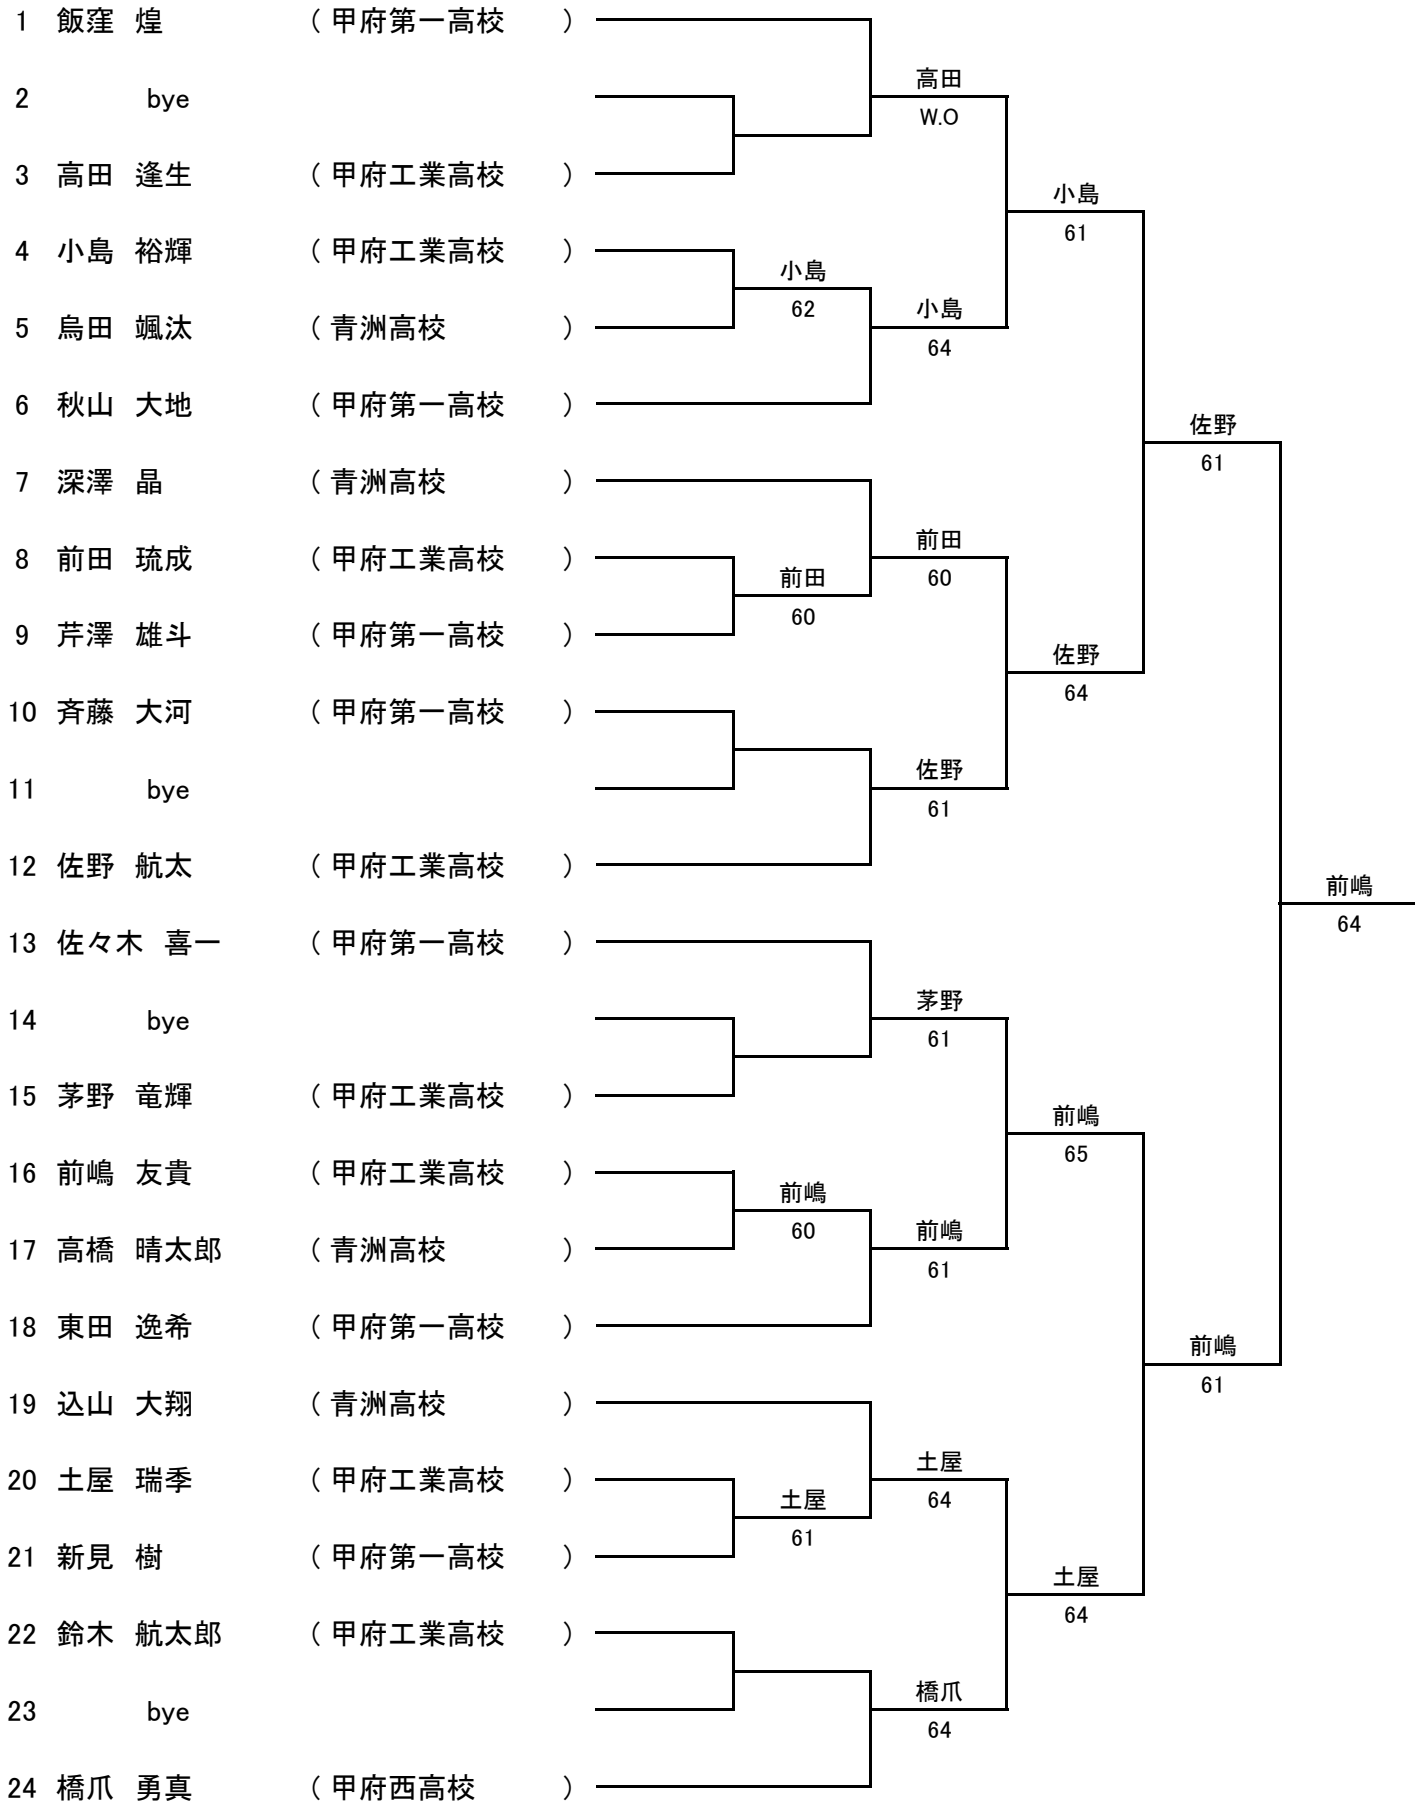 1 飯窪 煌 ( 甲府第一高校 )
高田
2 bye
W.O
3 高田 逢生 ( 甲府工業高校 )
小島
61
4 小島 裕輝 ( 甲府工業高校 )
小島
62
小島
5 烏田 颯汰 ( 青洲高校 )
64
6 秋山 大地 ( 甲府第一高校 )
佐野
61
7 深澤 晶 ( 青洲高校 )
前田
8 前田 琉成 ( 甲府工業高校 )
前田
60
60
9 芹澤 雄斗 ( 甲府第一高校 )
佐野
64
10 斉藤 大河 ( 甲府第一高校 )
佐野
11 bye
61
12 佐野 航太 ( 甲府工業高校 )
前嶋
64
13 佐々木 喜一 ( 甲府第一高校 )
茅野
14 bye
61
15 茅野 竜輝 ( 甲府工業高校 )
前嶋
65
16 前嶋 友貴 ( 甲府工業高校 )
前嶋
60
前嶋
17 高橋 晴太郎 ( 青洲高校 )
61
18 東田 逸希 ( 甲府第一高校 )
前嶋
61
19 込山 大翔 ( 青洲高校 )
土屋
20 土屋 瑞季 ( 甲府工業高校 )
土屋
64
61
21 新見 樹 ( 甲府第一高校 )
土屋
64
22 鈴木 航太郎 ( 甲府工業高校 )
橋爪
23 bye
64
24 橋爪 勇真 ( 甲府西高校 )